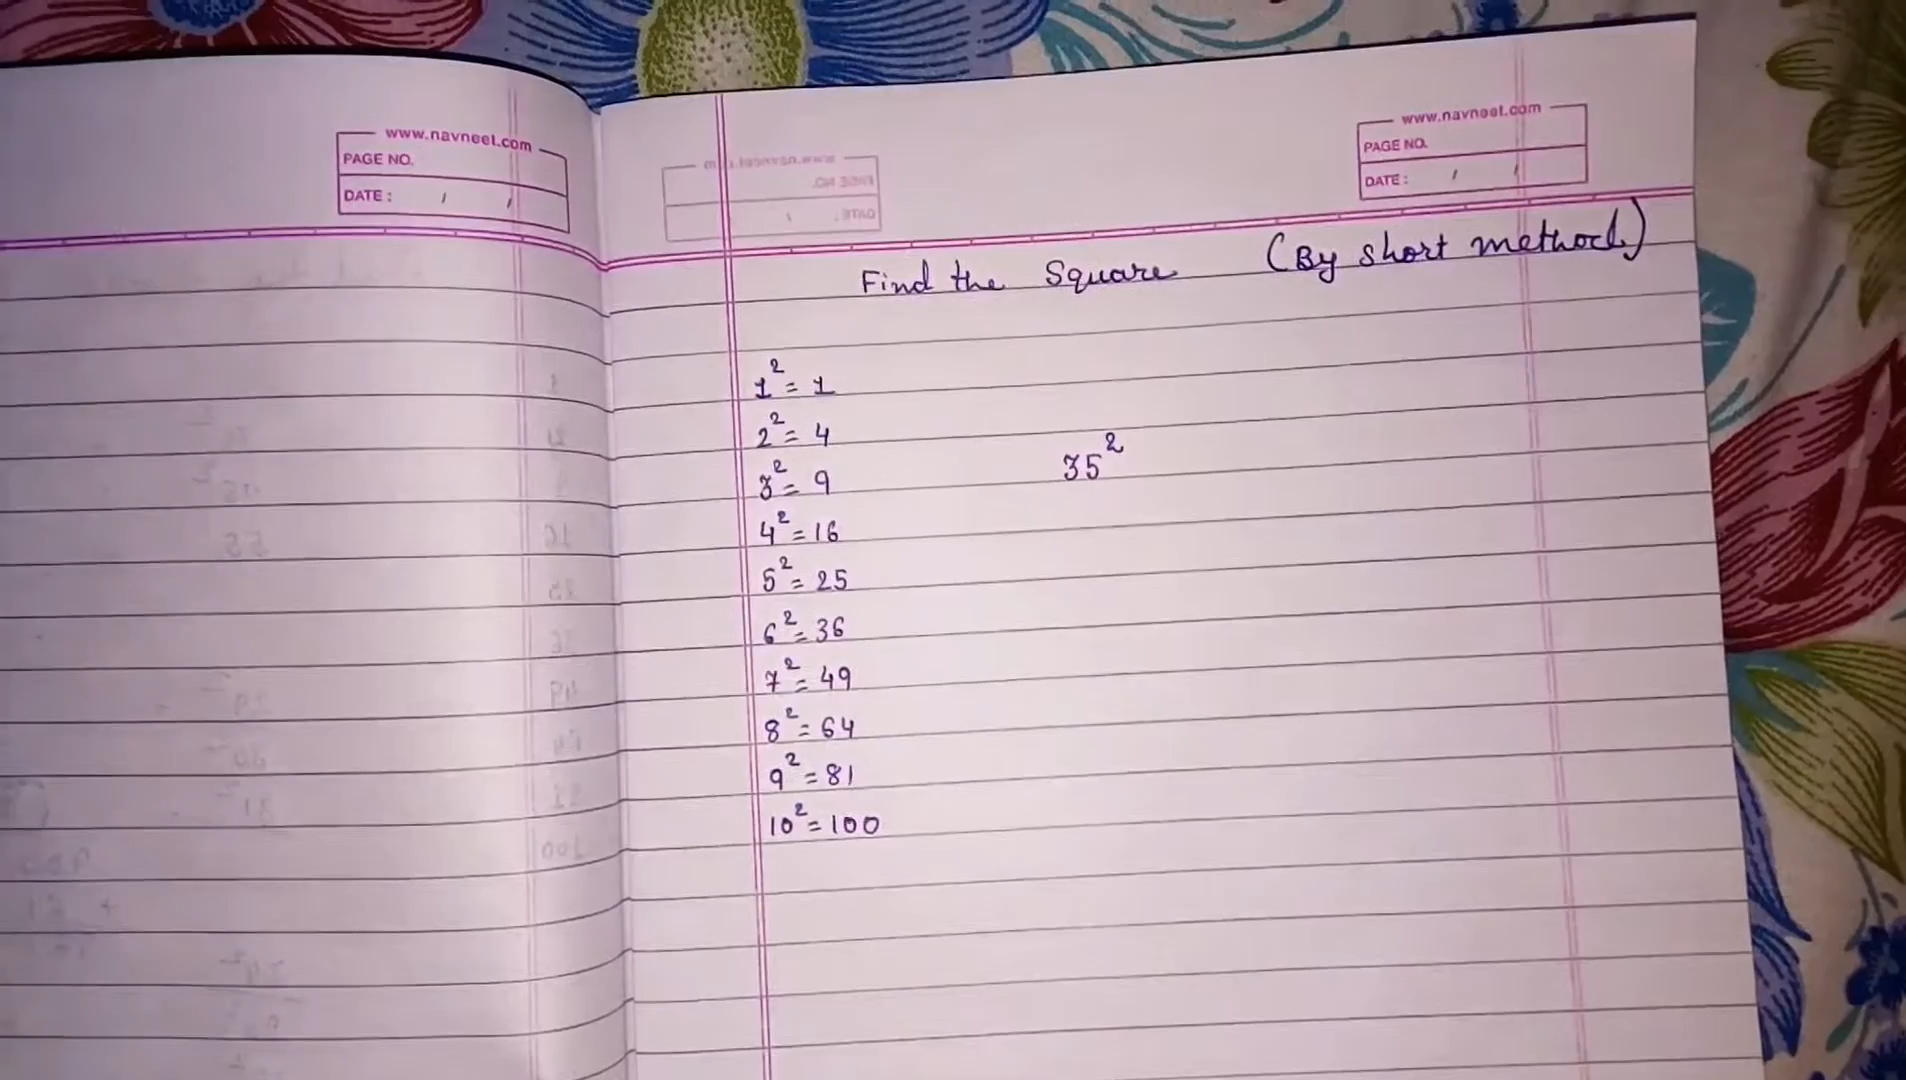 www.navneet.com
PAGE NO.
DATE : / /
www.navneet.com
PAGE NO.
DATE : / /
Find the Square (By short method)
1² = 1
2² = 4
3² = 9
4² = 16
5² = 25
6² = 36
7² = 49
8² = 64
9² = 81
10² = 100
35²